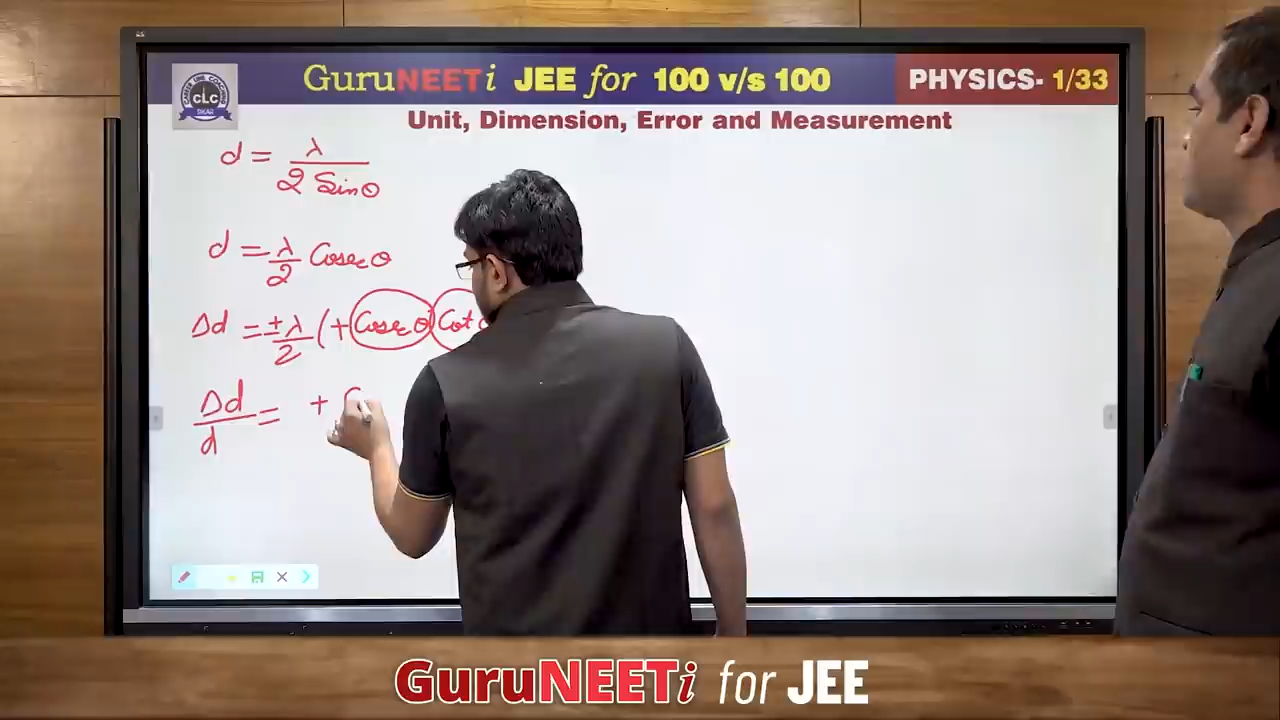 GuruNEETi JEE for 100 v/s 100
PHYSICS- 1/33
CLC
SIKAR
Unit, Dimension, Error and Measurement
d = λ / 2 Sinθ
d = λ/2 Cosecθ
Δd = ±λ/2 (+ Cosecθ Cot
Δd/d = +
GuruNEETi for JEE